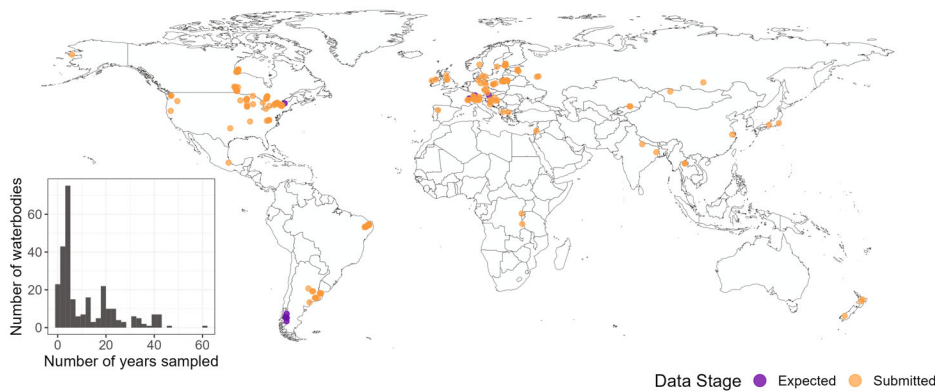 Number of waterbodies
60
40
20
0
0 20 40 60
Number of years sampled
Data Stage Expected Submitted